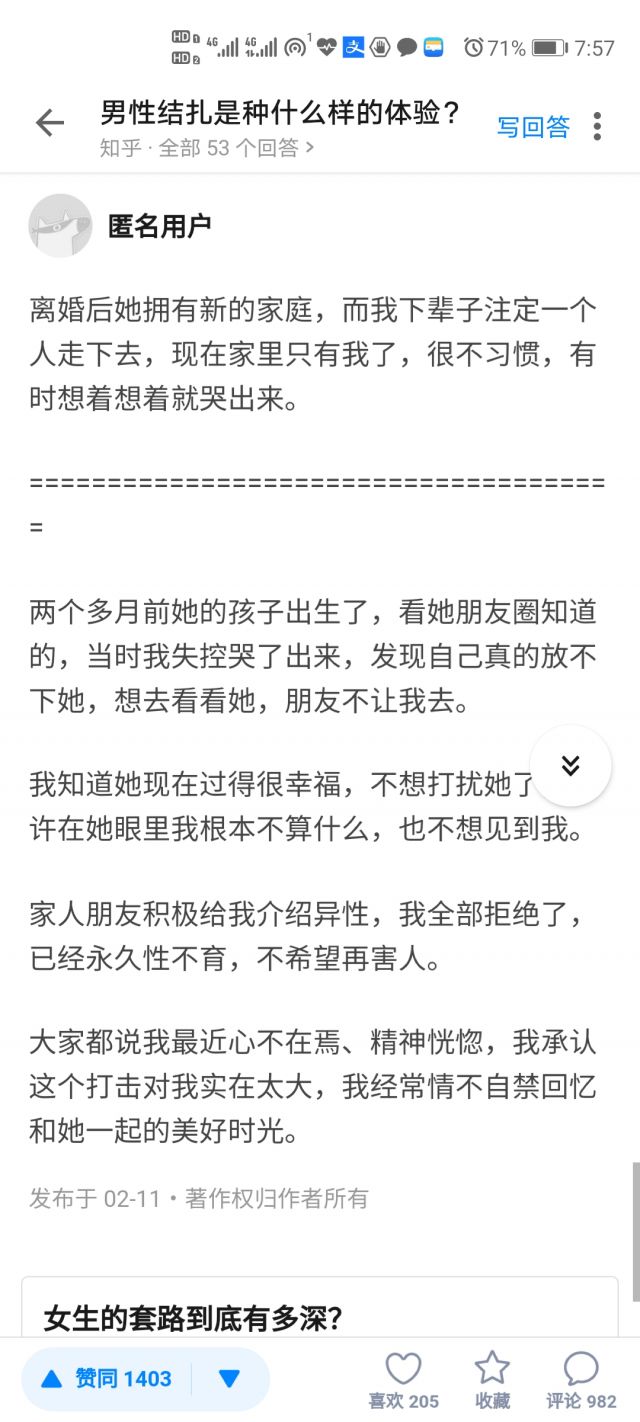 HD 1 4G 4G 1 71% 7:57
HD 2
男性结扎是种什么样的体验?
写回答
知乎 · 全部 53 个回答 >
匿名用户
离婚后她拥有新的家庭，而我下辈子注定一个
人走下去，现在家里只有我了，很不习惯，有
时想着想着就哭出来。
=====================================
=
两个多月前她的孩子出生了，看她朋友圈知道
的，当时我失控哭了出来，发现自己真的放不
下她，想去看看她，朋友不让我去。
我知道她现在过得很幸福，不想打扰她了
许在她眼里我根本不算什么，也不想见到我。
家人朋友积极给我介绍异性，我全部拒绝了，
已经永久性不育，不希望再害人。
大家都说我最近心不在焉、精神恍惚，我承认
这个打击对我实在太大，我经常情不自禁回忆
和她一起的美好时光。
发布于 02-11 · 著作权归作者所有
女生的套路到底有多深?
赞同 1403
喜欢 205
收藏
评论 982